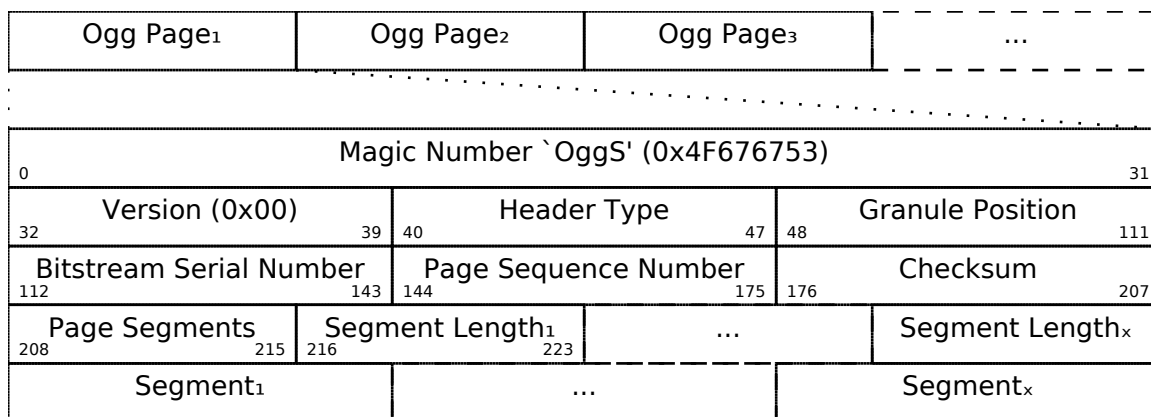 Ogg Page₁ Ogg Page₂ Ogg Page₃ ...
Magic Number `OggS' (0x4F676753)
0 31
Version (0x00) Header Type Granule Position
32 39 40 47 48 111
Bitstream Serial Number Page Sequence Number Checksum
112 143 144 175 176 207
Page Segments Segment Length₁ ... Segment Lengthₓ
208 215 216 223
Segment₁ ... Segmentₓ